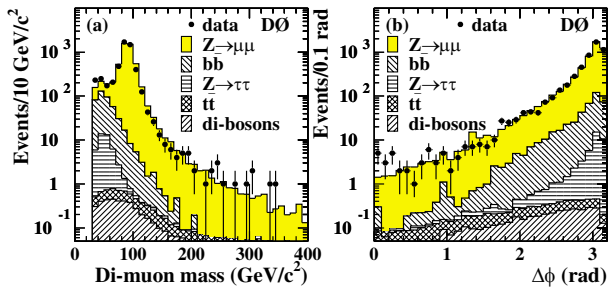 (a)
data DØ
Z→μμ
bb
Z→ττ
tt
di-bosons
Events/10 GeV/c²
10³
10²
10
1
10⁻¹
0 100 200 300 400
Di-muon mass (GeV/c²)
(b)
data DØ
Z→μμ
bb
Z→ττ
tt
di-bosons
Events/0.1 rad
10³
10²
10
1
10⁻¹
0 1 2 3
Δϕ (rad)